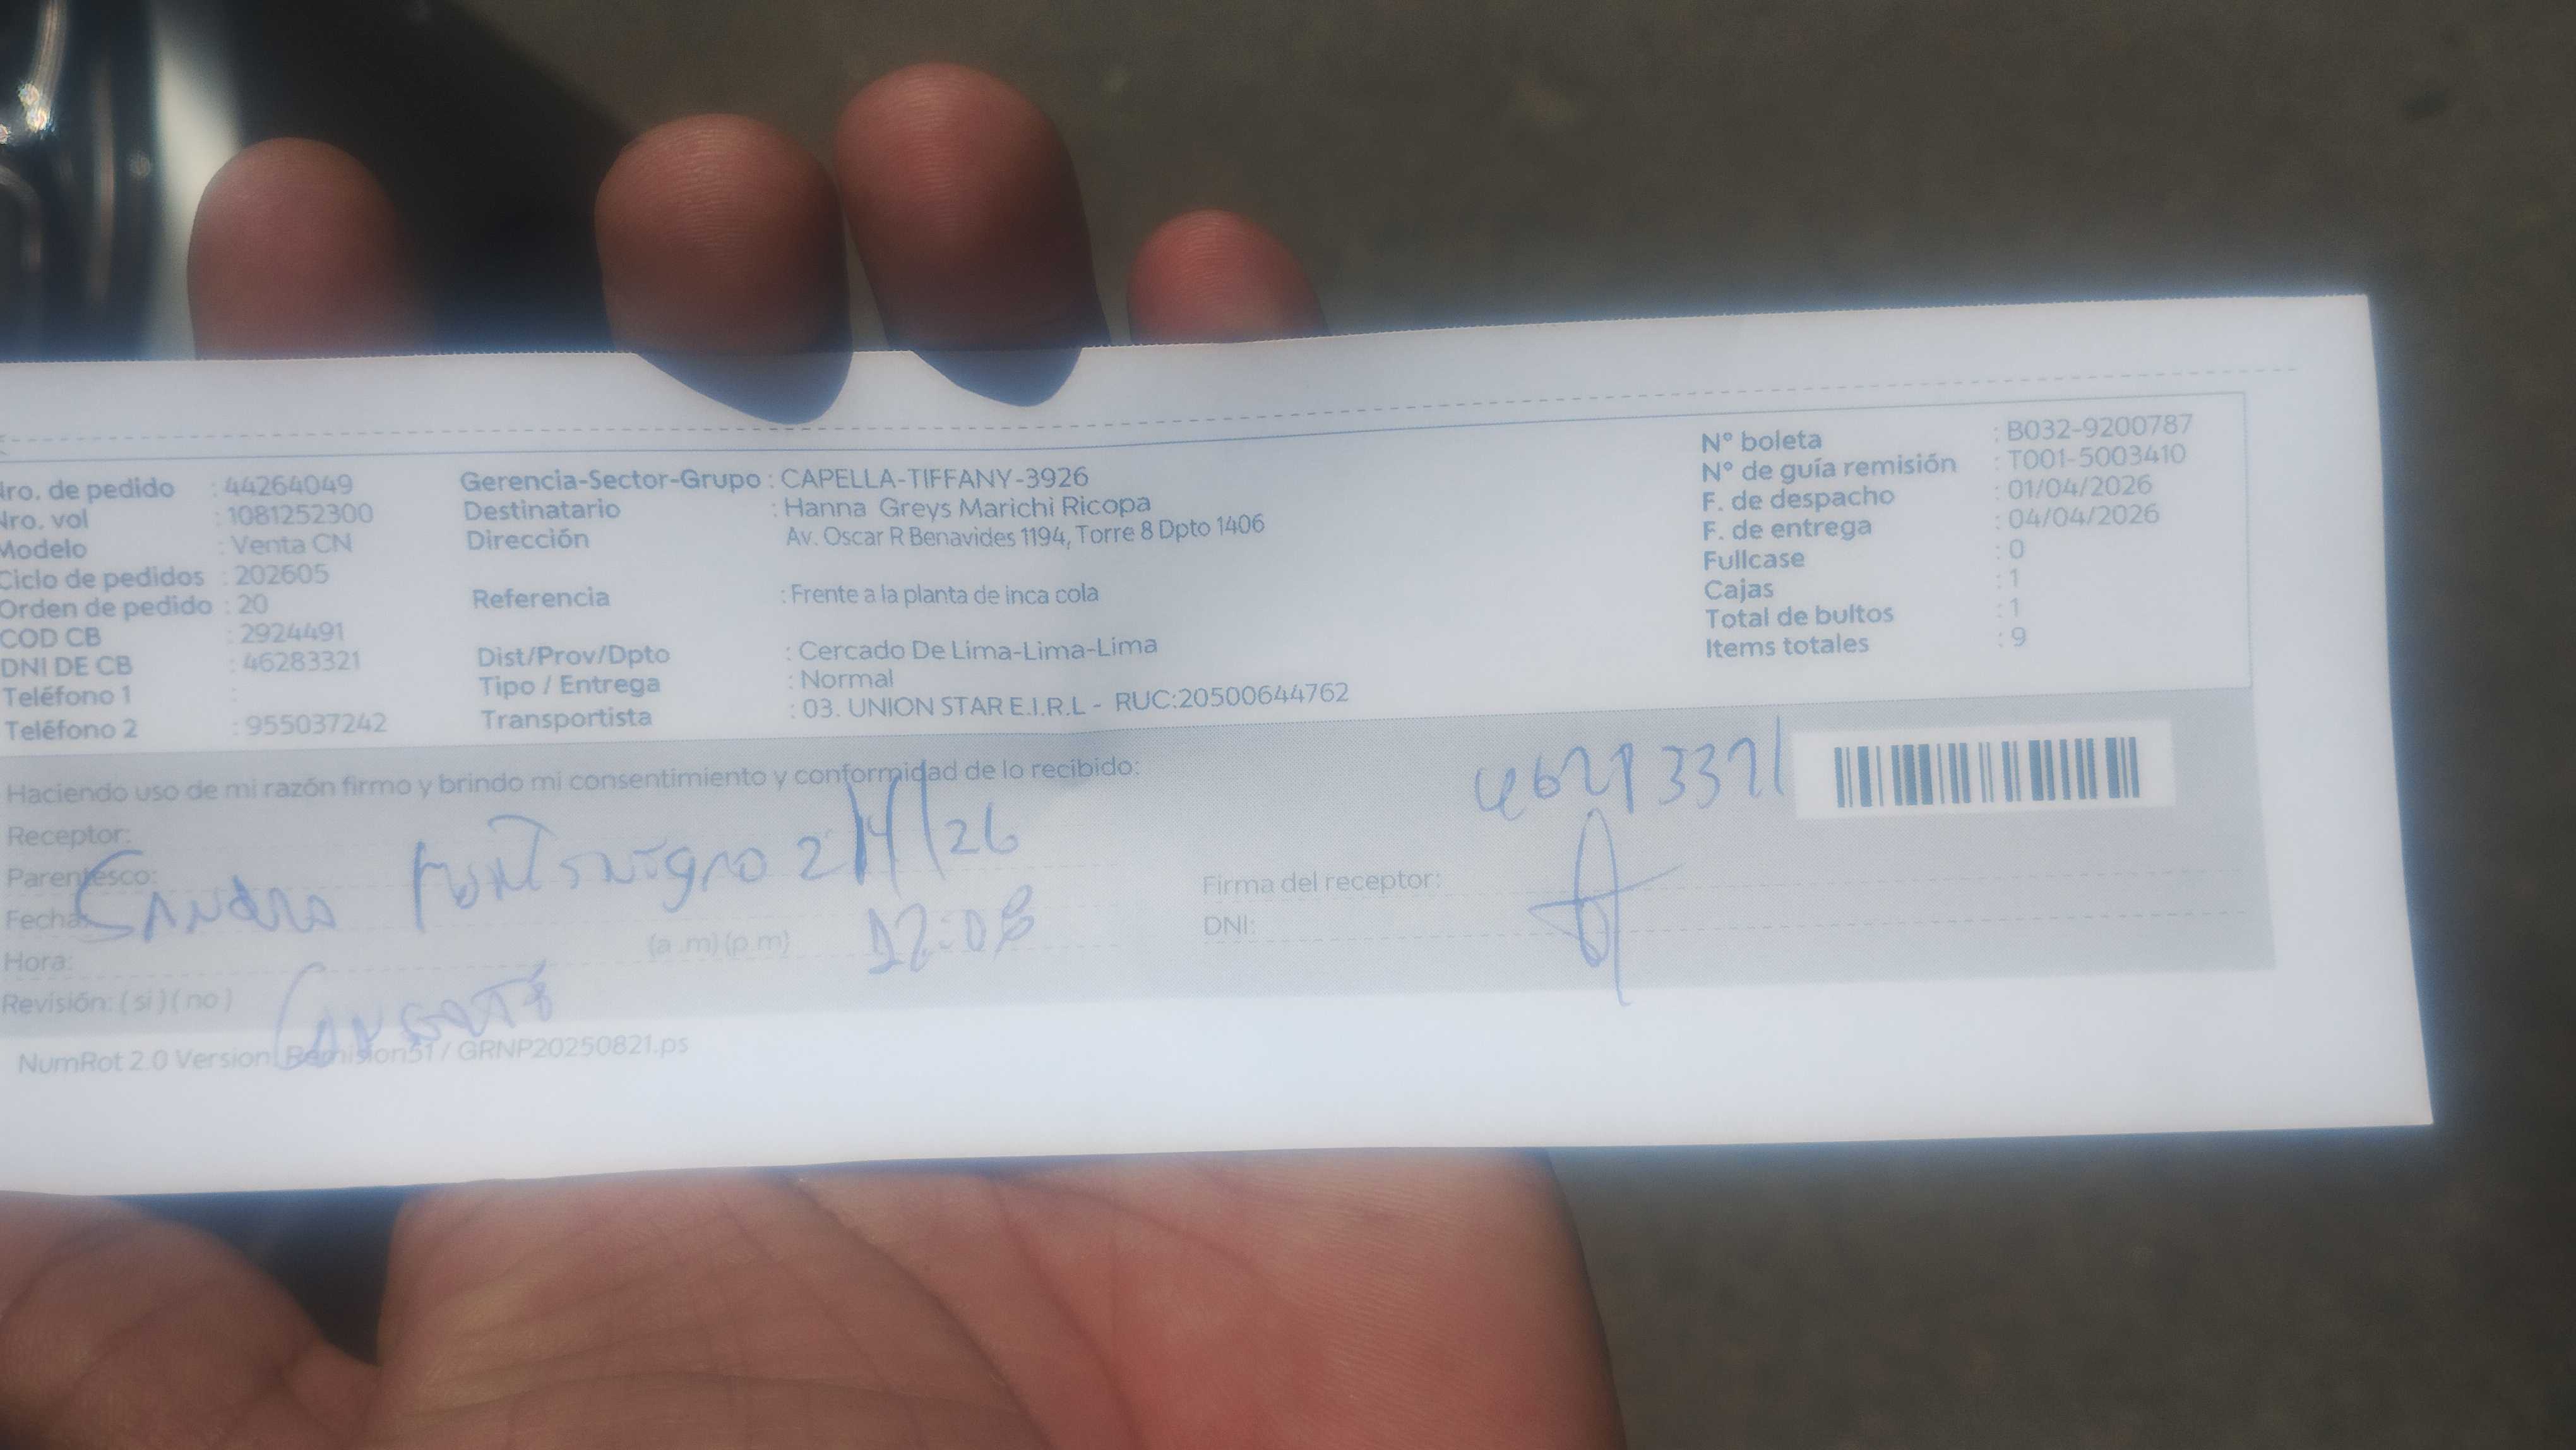 Nro. de pedido : 44264049
Nro. vol : 1081252300
Modelo : Venta CN
Ciclo de pedidos : 202605
Orden de pedido : 20
COD CB : 2924491
DNI DE CB : 46283321
Teléfono 1 :
Teléfono 2 : 955037242
Gerencia-Sector-Grupo : CAPELLA-TIFFANY-3926
Destinatario : Hanna Greys Marichi Ricopa
Dirección Av. Oscar R Benavides 1194, Torre 8 Dpto 1406
Referencia : Frente a la planta de inca cola
Dist/Prov/Dpto : Cercado De Lima-Lima-Lima
Tipo / Entrega : Normal
Transportista : 03. UNION STAR E.I.R.L - RUC:20500644762
N° boleta : B032-9200787
N° de guía remisión : T001-5003410
F. de despacho : 01/04/2026
F. de entrega : 04/04/2026
Fullcase : 0
Cajas : 1
Total de bultos : 1
Items totales : 9
Haciendo uso de mi razón firmo y brindo mi consentimiento y conformidad de lo recibido:
Receptor:
Parentesco:
Fecha:
Sandra 2/4/26
Hora: (a .m) (p.m) 12:08
Revisión: ( si ) ( no )
Firma del receptor:
DNI:
NumRot 2.0 Version Remision51 / GRNP20250821.ps